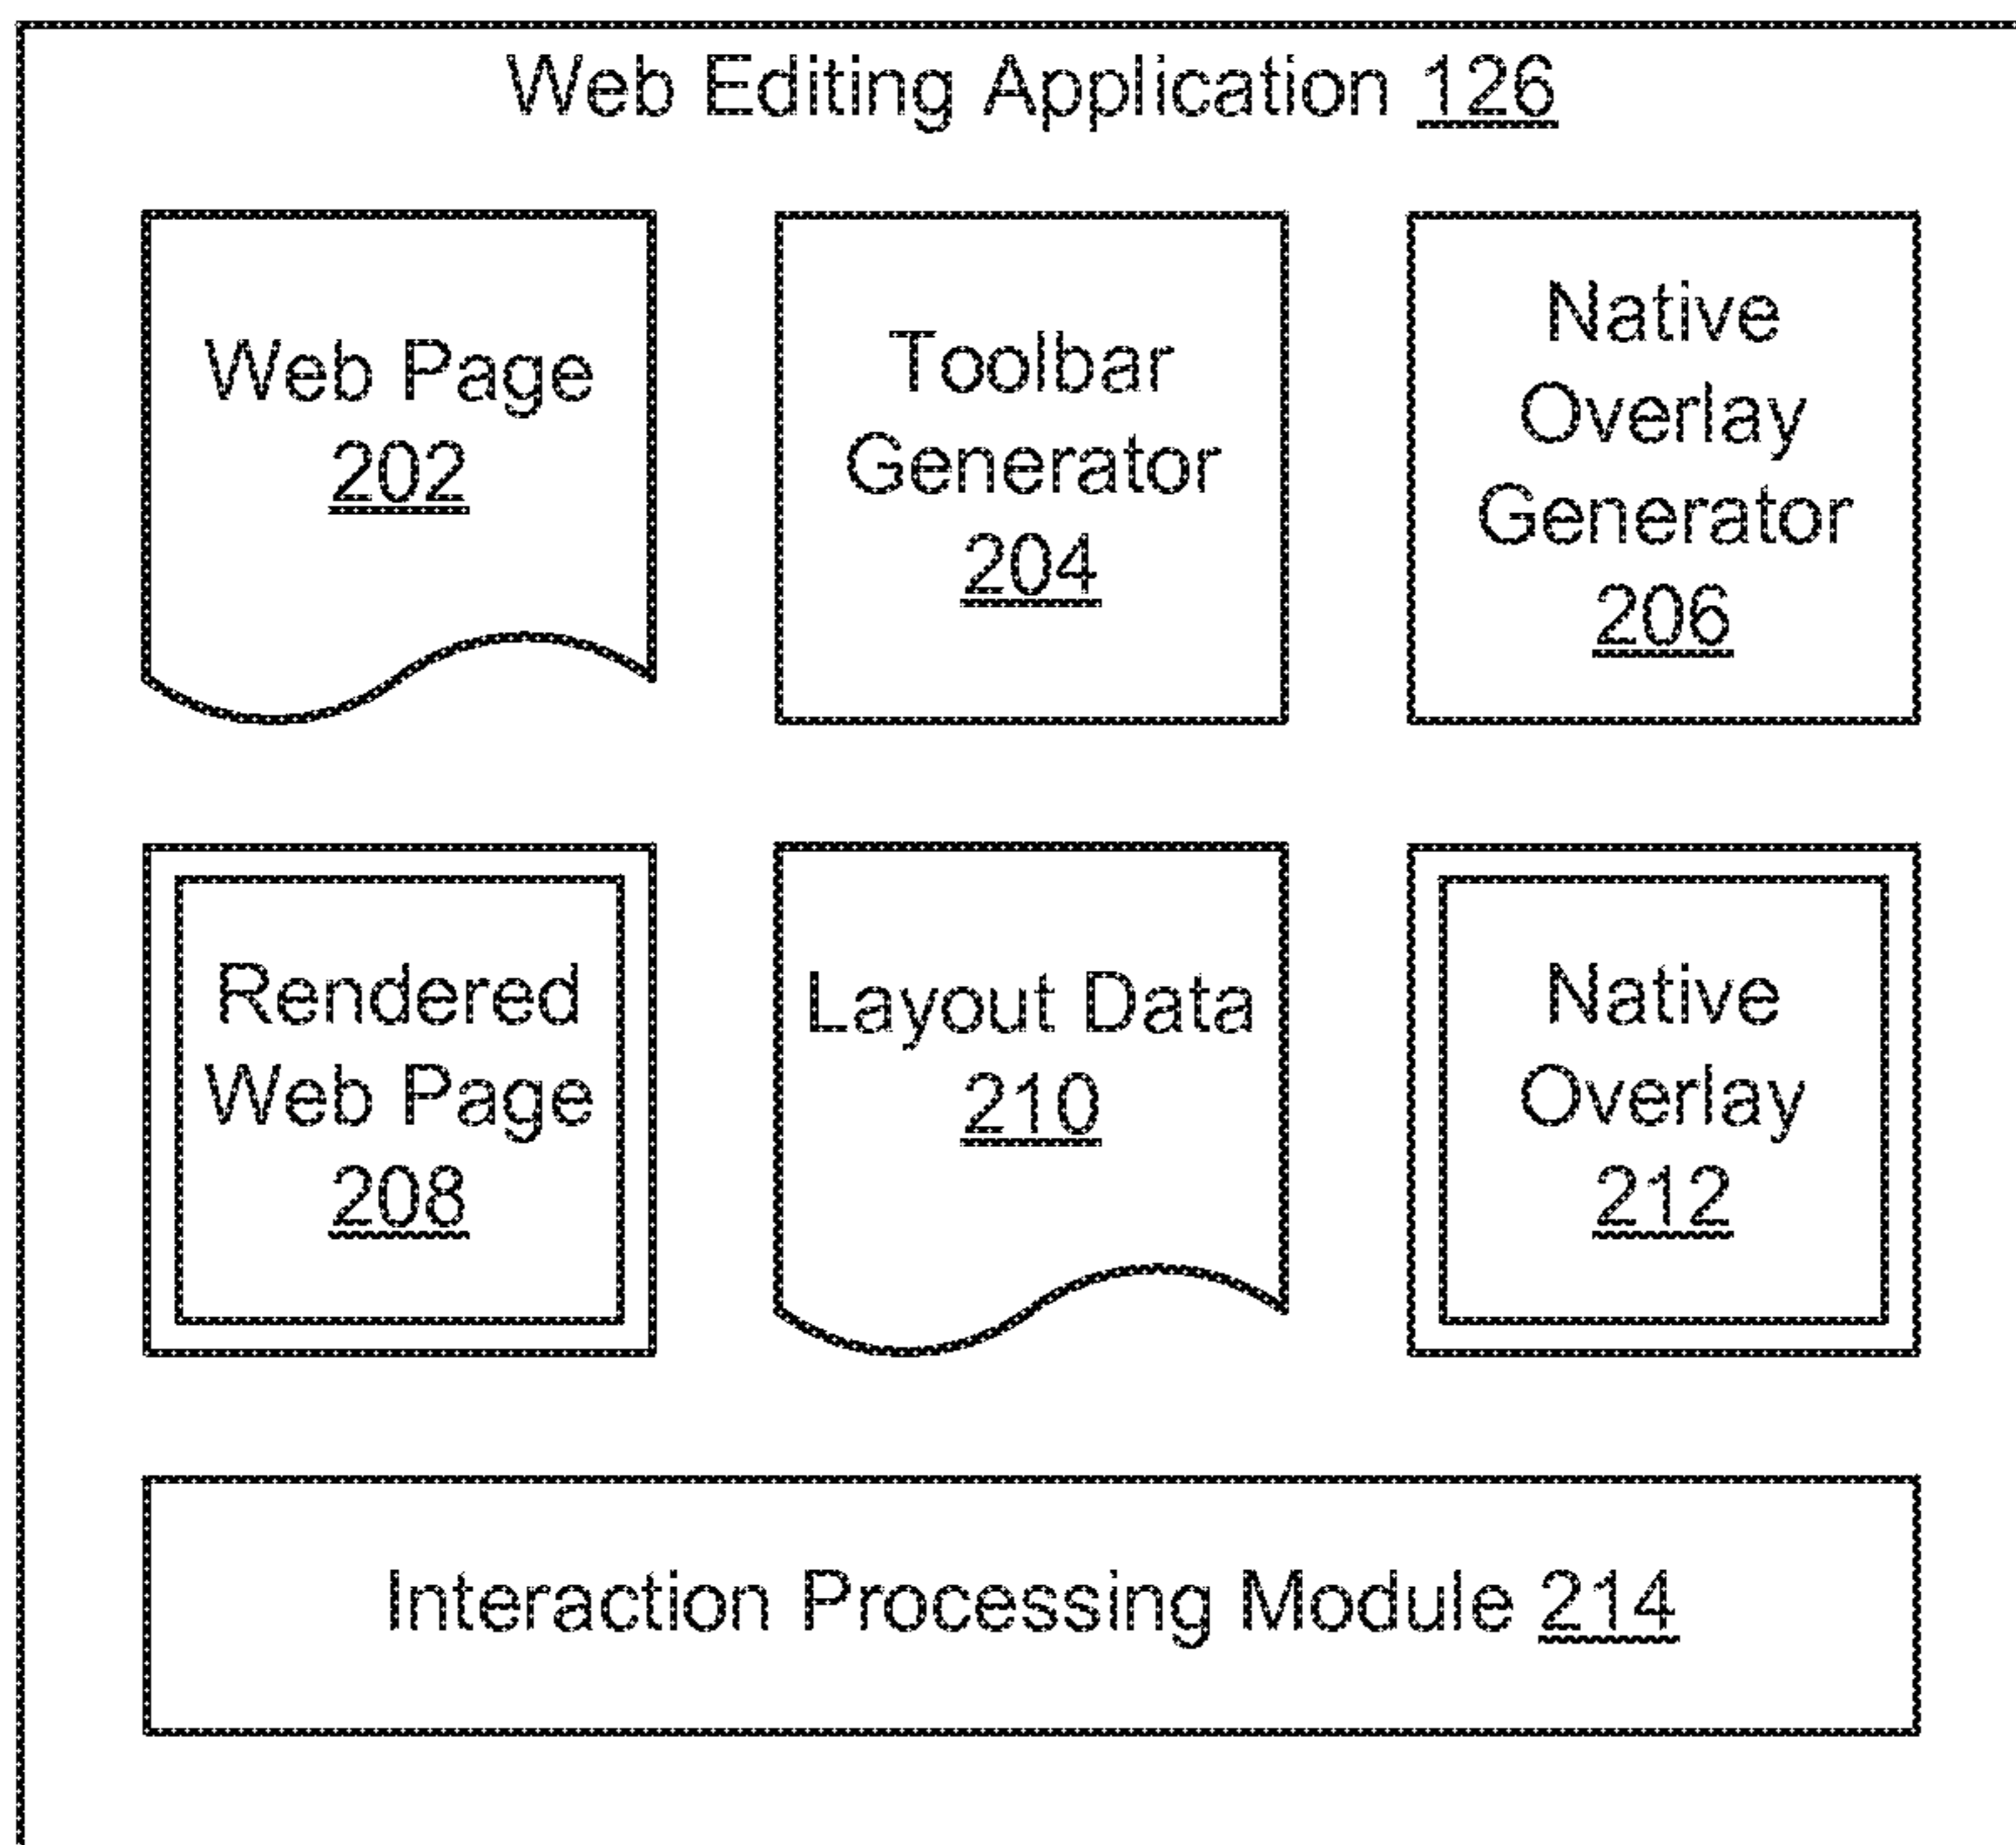 Web Editing Application 126
Web Page
202
Toolbar
Generator
204
Native
Overlay
Generator
206
Rendered
Web Page
208
Layout Data
210
Native
Overlay
212
Interaction Processing Module 214